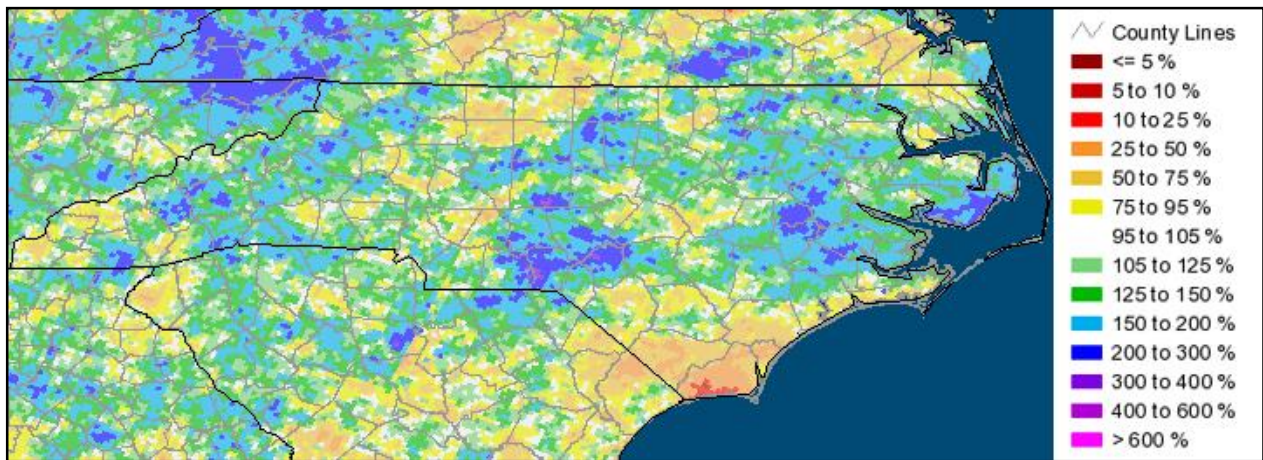 County Lines
<= 5 %
5 to 10 %
10 to 25 %
25 to 50 %
50 to 75 %
75 to 95 %
95 to 105 %
105 to 125 %
125 to 150 %
150 to 200 %
200 to 300 %
300 to 400 %
400 to 600 %
> 600 %